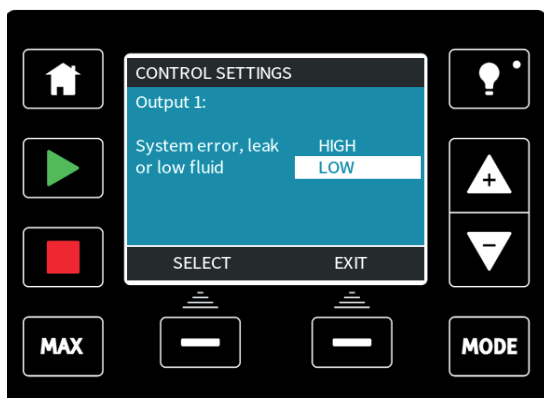 CONTROL SETTINGS
Output 1:
System error, leak HIGH
or low fluid LOW
SELECT EXIT
MAX MODE